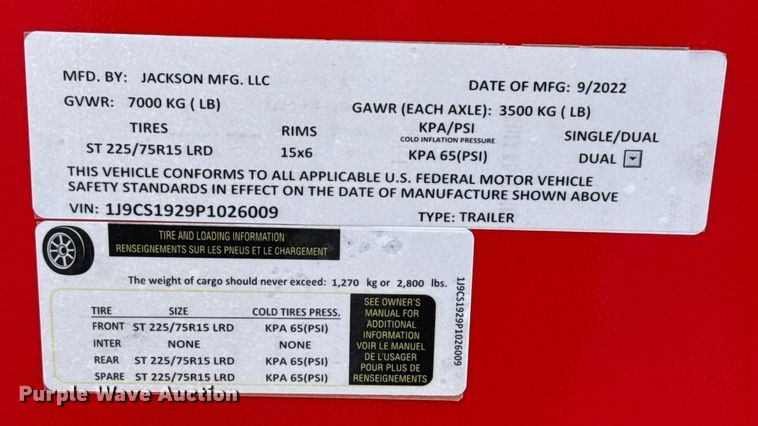 MFD. BY: JACKSON MFG. LLC DATE OF MFG: 9/2022
GVWR: 7000 KG ( LB) GAWR (EACH AXLE): 3500 KG ( LB)
TIRES RIMS KPA/PSI SINGLE/DUAL
COLD INFLATION PRESSURE
ST 225/75R15 LRD 15x6 KPA 65(PSI) DUAL
THIS VEHICLE CONFORMS TO ALL APPLICABLE U.S. FEDERAL MOTOR VEHICLE
SAFETY STANDARDS IN EFFECT ON THE DATE OF MANUFACTURE SHOWN ABOVE
VIN: 1J9CS1929P1026009 TYPE: TRAILER
TIRE AND LOADING INFORMATION
RENSEIGNEMENTS SUR LES PNEUS ET LE CHARGEMENT
The weight of cargo should never exceed: 1,270 kg or 2,800 lbs.
TIRE SIZE COLD TIRES PRESS.
FRONT ST 225/75R15 LRD KPA 65(PSI)
INTER NONE NONE
REAR ST 225/75R15 LRD KPA 65(PSI)
SPARE ST 225/75R15 LRD KPA 65(PSI)
SEE OWNER'S
MANUAL FOR
ADDITIONAL
INFORMATION
VOIR LE MANUEL
DE L'USAGER
POUR PLUS DE
RENSEIGNEMENTS
1J9CS1929P1026009
Purple Wave Auction